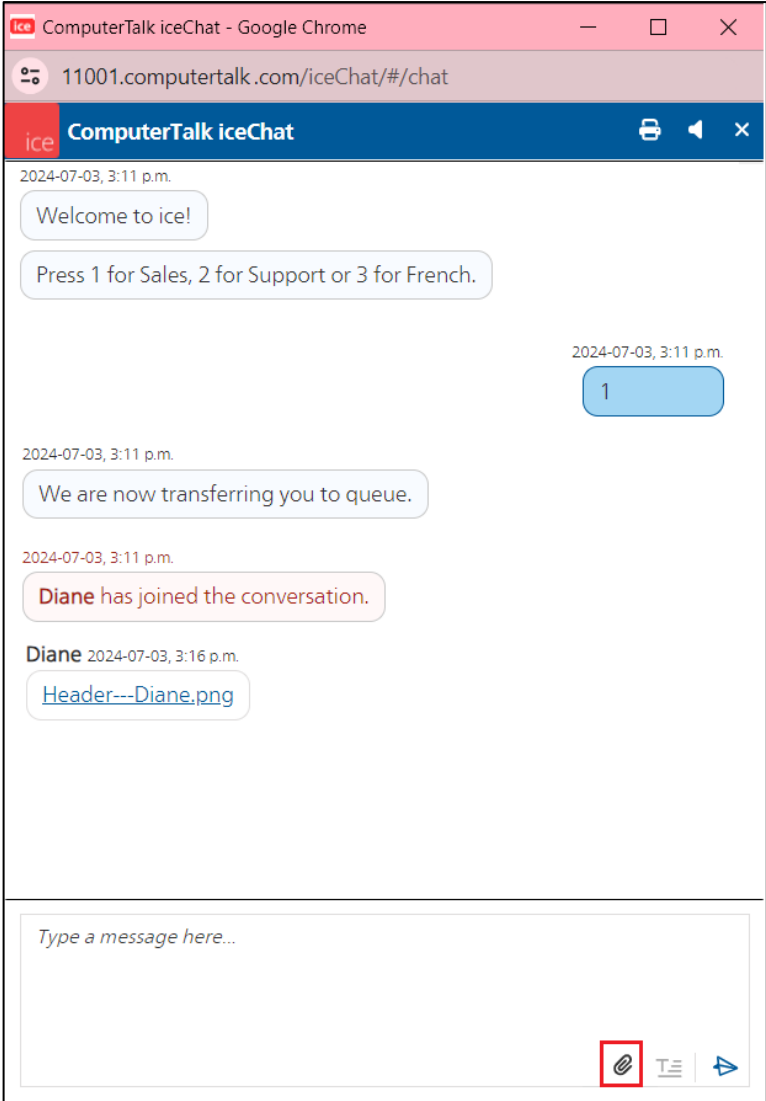 ice ComputerTalk iceChat - Google Chrome
11001.computertalk.com/iceChat/#/chat
ice ComputerTalk iceChat
2024-07-03, 3:11 p.m.
Welcome to ice!
Press 1 for Sales, 2 for Support or 3 for French.
2024-07-03, 3:11 p.m.
1
2024-07-03, 3:11 p.m.
We are now transferring you to queue.
2024-07-03, 3:11 p.m.
Diane has joined the conversation.
Diane 2024-07-03, 3:16 p.m.
Header---Diane.png
Type a message here...